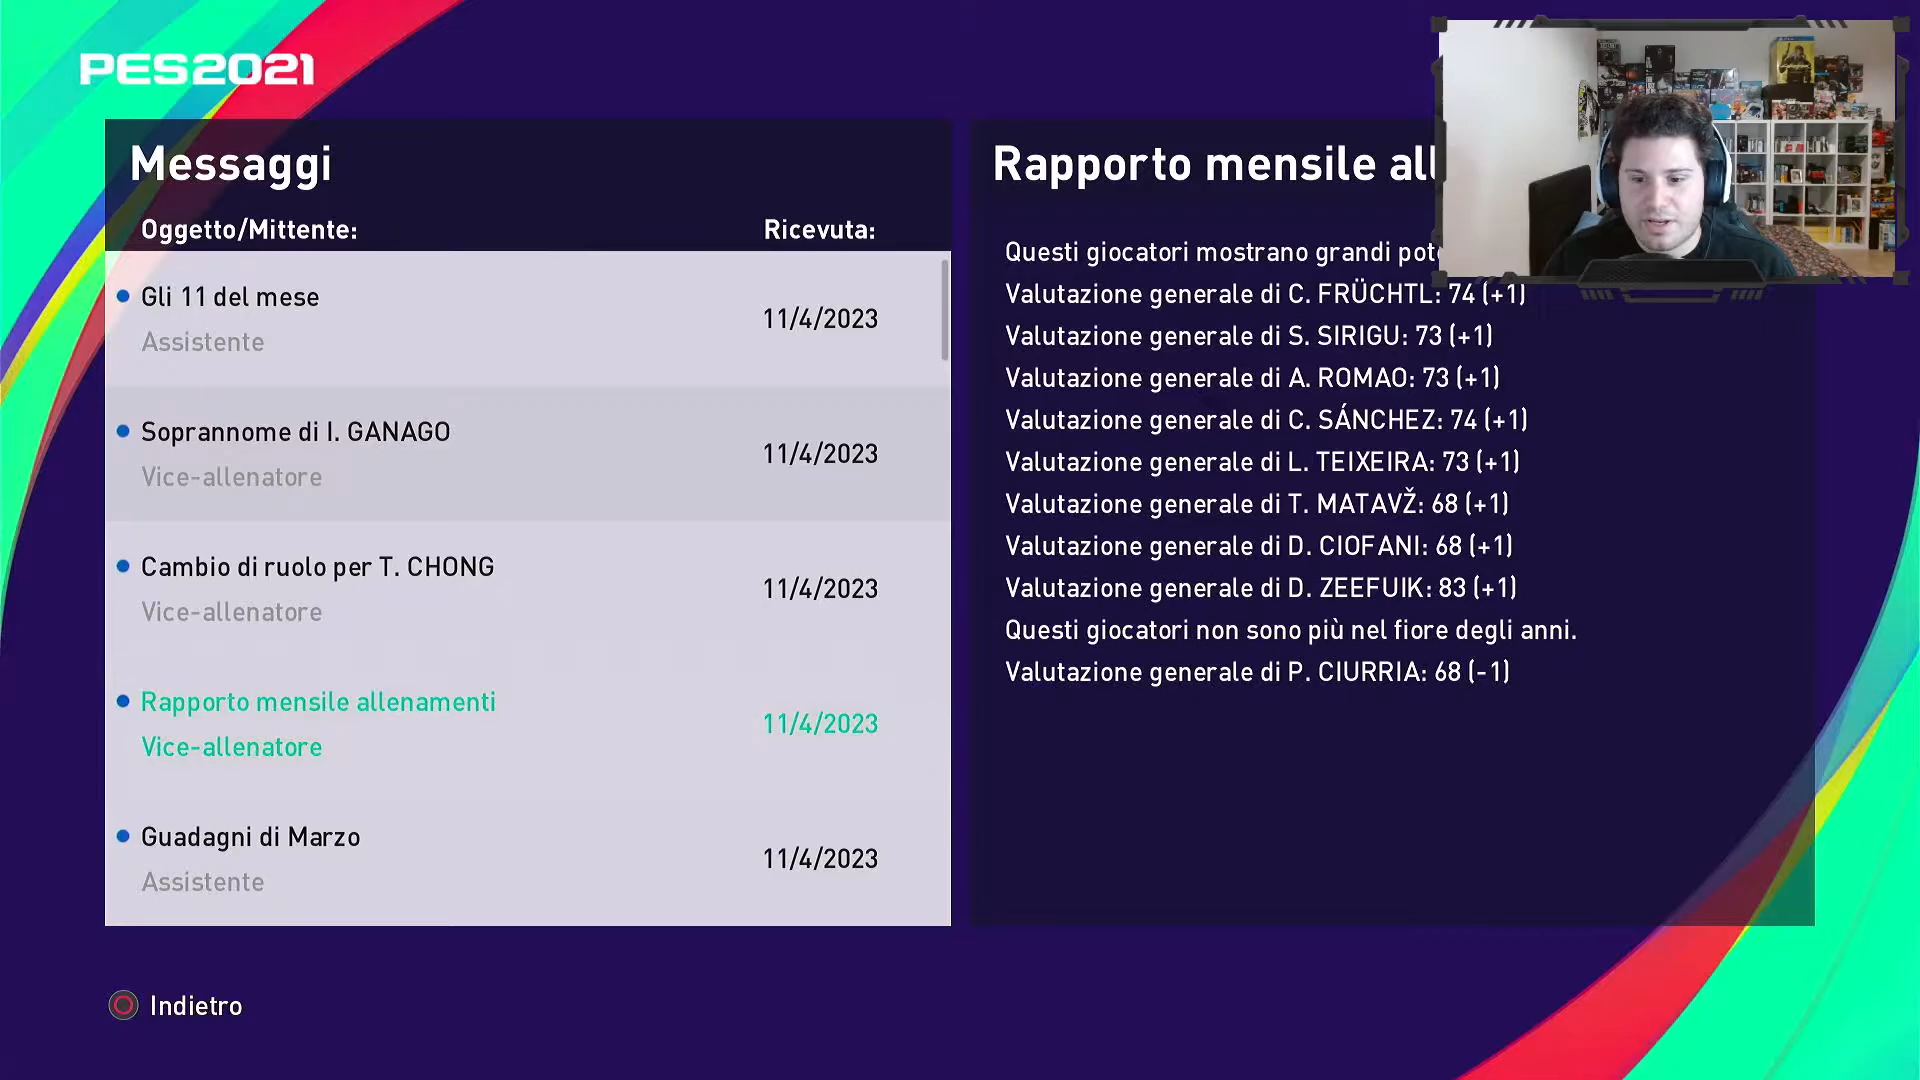 PES2021
Messaggi
Oggetto/Mittente:
Ricevuta:
Gli 11 del mese
11/4/2023
Assistente
Soprannome di I. GANAGO
11/4/2023
Vice-allenatore
Cambio di ruolo per T. CHONG
11/4/2023
Vice-allenatore
Rapporto mensile allenamenti
11/4/2023
Vice-allenatore
Guadagni di Marzo
11/4/2023
Assistente
Rapporto mensile
Questi giocatori mostrano grandi
Valutazione generale di C. FRÜCHTL: 74 (+1)
Valutazione generale di S. SIRIGU: 73 (+1)
Valutazione generale di A. ROMAO: 73 (+1)
Valutazione generale di C. SÁNCHEZ: 74 (+1)
Valutazione generale di L. TEIXEIRA: 73 (+1)
Valutazione generale di T. MATAVŽ: 68 (+1)
Valutazione generale di D. CIOFANI: 68 (+1)
Valutazione generale di D. ZEEFUIK: 83 (+1)
Questi giocatori non sono più nel fiore degli anni.
Valutazione generale di P. CIURRIA: 68 (-1)
Indietro